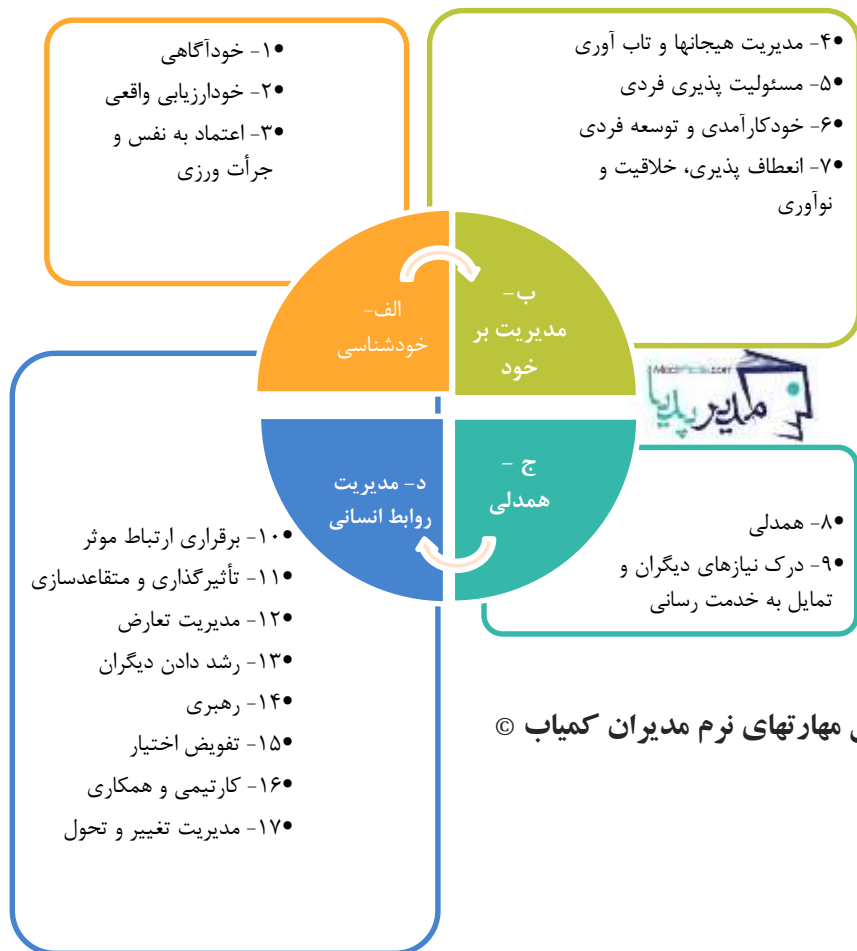 •۱- خودآگاهی
•۲- خودارزیابی واقعی
•۳- اعتماد به نفس و
جرأت ورزی
•۴- مدیریت هیجانها و تاب آوری
•۵- مسئولیت پذیری فردی
•۶- خودکارآمدی و توسعه فردی
•۷- انعطاف پذیری، خلاقیت و
نوآوری
الف-
خودشناسی
ب-
مدیریت بر
خود
مدیر پدیا
ج -
همدلی
د- مدیریت
روابط انسانی
•۸- همدلی
•۹- درک نیازهای دیگران و
تمایل به خدمت رسانی
•۱۰- برقراری ارتباط موثر
•۱۱- تأثیرگذاری و متقاعدسازی
•۱۲- مدیریت تعارض
•۱۳- رشد دادن دیگران
•۱۴- رهبری
•۱۵- تفویض اختیار
•۱۶- کارتیمی و همکاری
•۱۷- مدیریت تغییر و تحول
مهارتهای نرم مدیران کمیاب ©